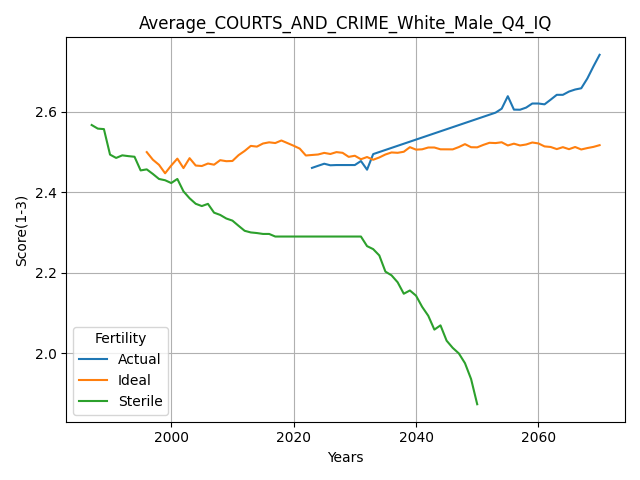 Average_COURTS_AND_CRIME_White_Male_Q4_IQ
Score(1-3)
2.6
2.4
2.2
2.0
Fertility
Actual
Ideal
Sterile
2000 2020 2040 2060
Years